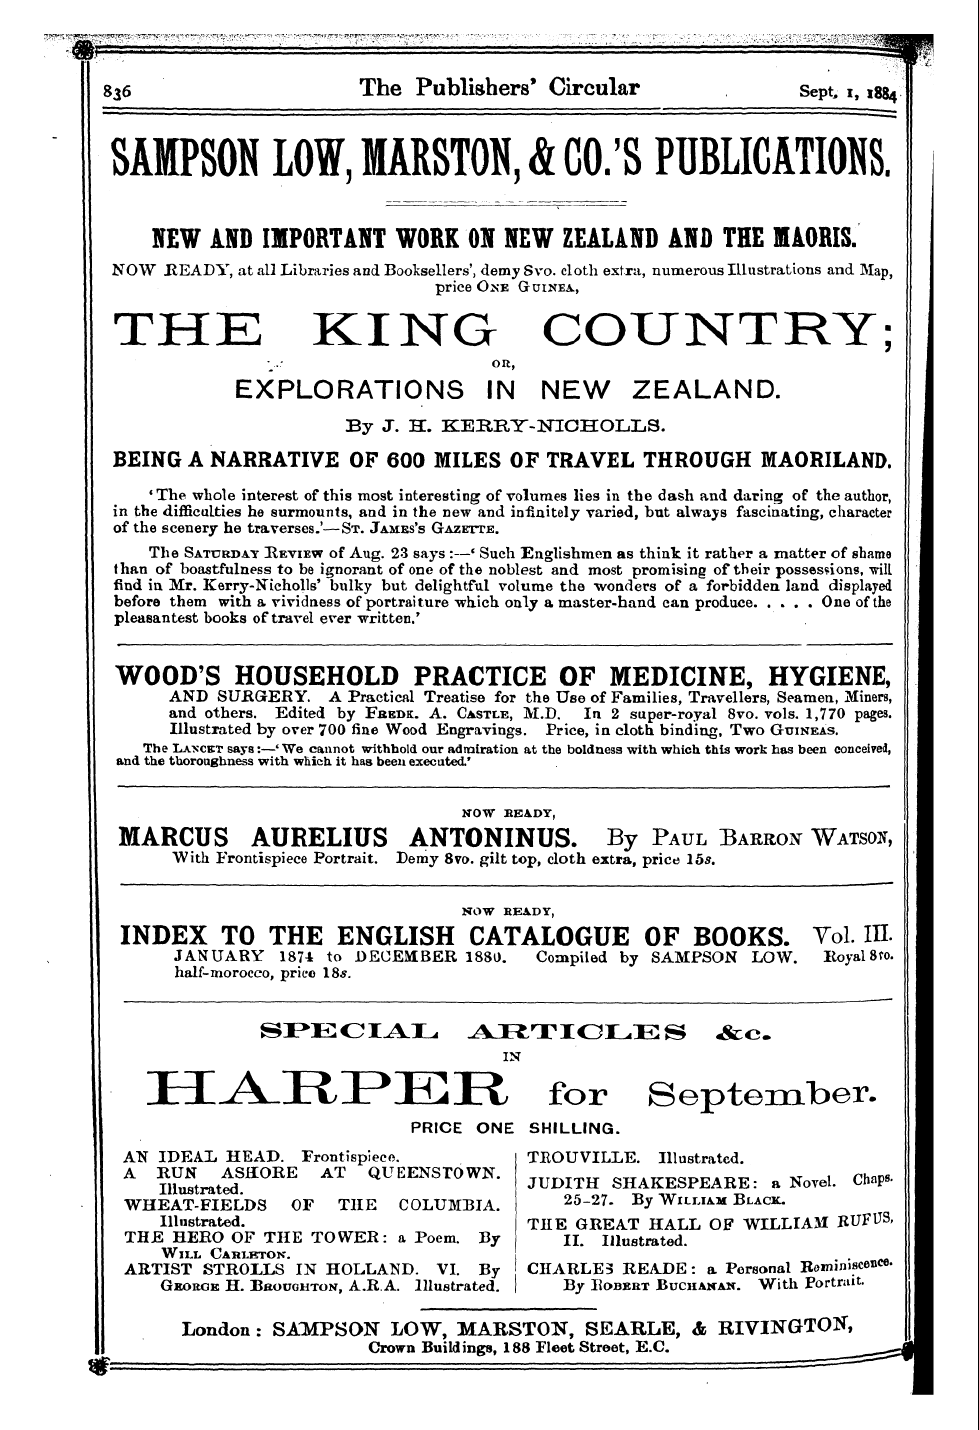 836 The Publishers' Circular Sept. 1, 1884
SAMPSON LOW, MARSTON, & CO.'S PUBLICATIONS.
NEW AND IMPORTANT WORK ON NEW ZEALAND AND THE MAORIS.
NOW READY, at all Libraries and Booksellers', demy 8vo. cloth extra, numerous Illustrations and Map,
price ONE GUINEA,
THE KING COUNTRY;
OR,
EXPLORATIONS IN NEW ZEALAND.
By J. H. KERRY-NICHOLLS.
BEING A NARRATIVE OF 600 MILES OF TRAVEL THROUGH MAORILAND.
'The whole interest of this most interesting of volumes lies in the dash and daring of the author,
in the difficulties he surmounts, and in the new and infinitely varied, but always fascinating, character
of the scenery he traverses.'—ST. JAMES'S GAZETTE.
The SATURDAY REVIEW of Aug. 23 says:—'Such Englishmen as think it rather a matter of shame
than of boastfulness to be ignorant of one of the noblest and most promising of their possessions, will
find in Mr. Kerry-Nicholls' bulky but delightful volume the wonders of a forbidden land displayed
before them with a vividness of portraiture which only a master-hand can produce. . . . . One of the
pleasantest books of travel ever written.'
WOOD'S HOUSEHOLD PRACTICE OF MEDICINE, HYGIENE,
AND SURGERY. A Practical Treatise for the Use of Families, Travellers, Seamen, Miners,
and others. Edited by FREDK. A. CASTLE, M.D. In 2 super-royal 8vo. vols. 1,770 pages.
Illustrated by over 700 fine Wood Engravings. Price, in cloth binding, TWO GUINEAS.
The LANCET says:—'We cannot withhold our admiration at the boldness with which this work has been conceived,
and the thoroughness with which it has been executed.'
NOW READY,
MARCUS AURELIUS ANTONINUS. By PAUL BARRON WATSON,
With Frontispiece Portrait. Demy 8vo. gilt top, cloth extra, price 15s.
NOW READY,
INDEX TO THE ENGLISH CATALOGUE OF BOOKS. Vol. III.
JANUARY 1874 to DECEMBER 1880. Compiled by SAMPSON LOW. Royal 8vo.
half-morocco, price 18s.
SPECIAL ARTICLES &c.
IN
HARPER for September.
PRICE ONE SHILLING.
AN IDEAL HEAD. Frontispiece.
A RUN ASHORE AT QUEENSTOWN.
Illustrated.
WHEAT-FIELDS OF THE COLUMBIA.
Illustrated.
THE HERO OF THE TOWER: a Poem. By
WILL CARLETON.
ARTIST STROLLS IN HOLLAND. VI. By
GEORGE H. BROUGHTON, A.R.A. Illustrated.
TROUVILLE. Illustrated.
JUDITH SHAKESPEARE: a Novel. Chaps.
25-27. By WILLIAM BLACK.
THE GREAT HALL OF WILLIAM RUFUS,
II. Illustrated.
CHARLES READE: a Personal Reminiscence.
By ROBERT BUCHANAN. With Portrait.
London: SAMPSON LOW, MARSTON, SEARLE, & RIVINGTON,
Crown Buildings, 188 Fleet Street, E.C.